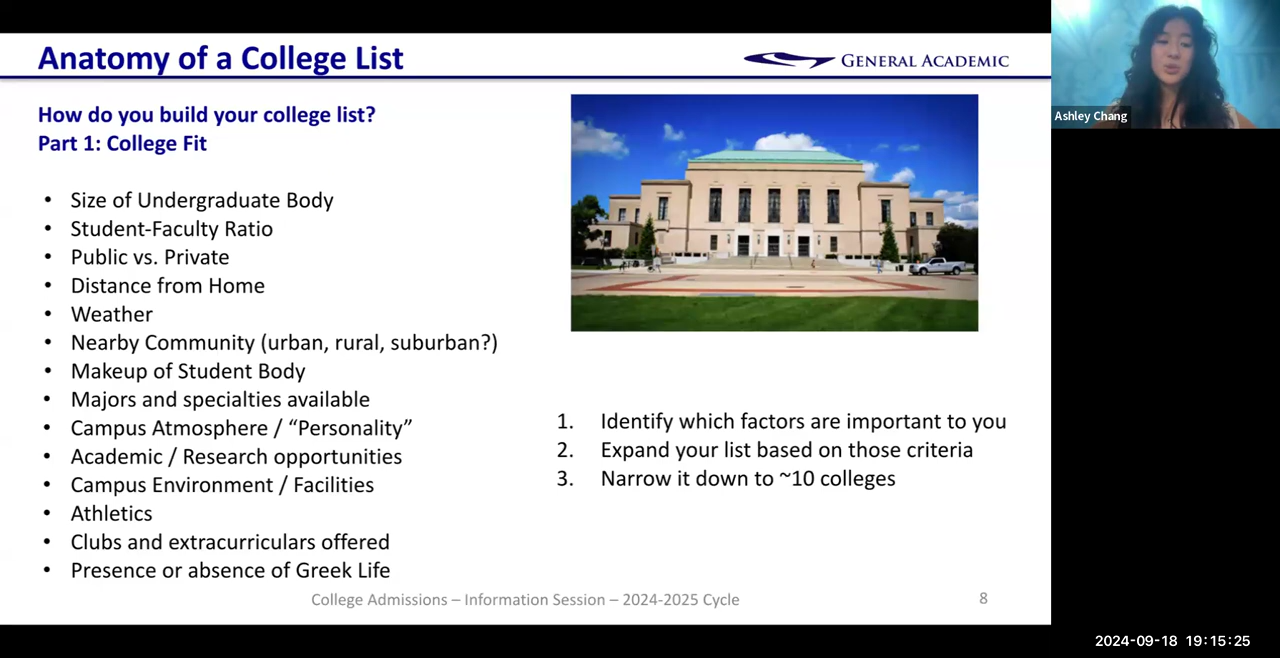 Anatomy of a College List
GENERAL ACADEMIC
How do you build your college list?
Part 1: College Fit
• Size of Undergraduate Body
• Student-Faculty Ratio
• Public vs. Private
• Distance from Home
• Weather
• Nearby Community (urban, rural, suburban?)
• Makeup of Student Body
• Majors and specialties available
• Campus Atmosphere / “Personality”
• Academic / Research opportunities
• Campus Environment / Facilities
• Athletics
• Clubs and extracurriculars offered
• Presence or absence of Greek Life
1. Identify which factors are important to you
2. Expand your list based on those criteria
3. Narrow it down to ~10 colleges
College Admissions – Information Session – 2024-2025 Cycle
8
Ashley Chang
2024-09-18 19:15:25